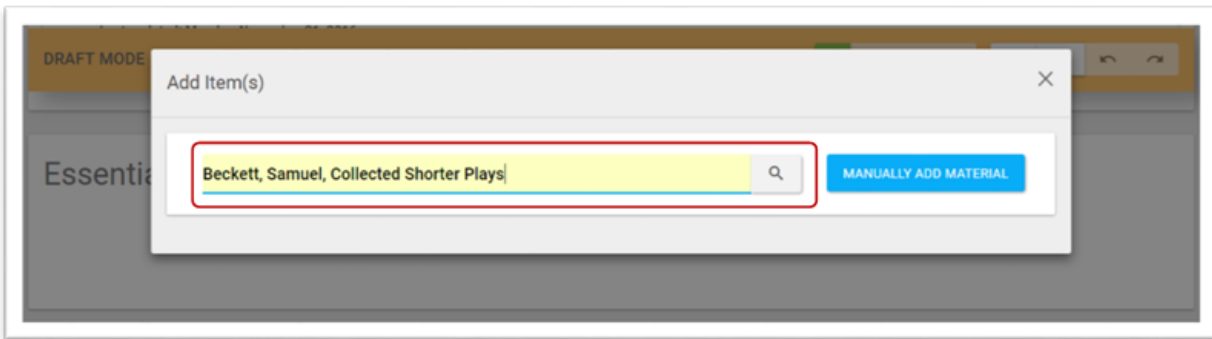 DRAFT MODE
Add Item(s)
Essentia
Beckett, Samuel, Collected Shorter Plays
MANUALLY ADD MATERIAL